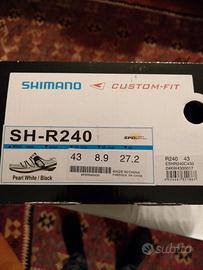 SHIMANO CUSTOM-FIT
SH-R240
43 8.9 27.2
Pearl White / Black
MADE IN CHINA
R240 43
ESHR240C430
subito